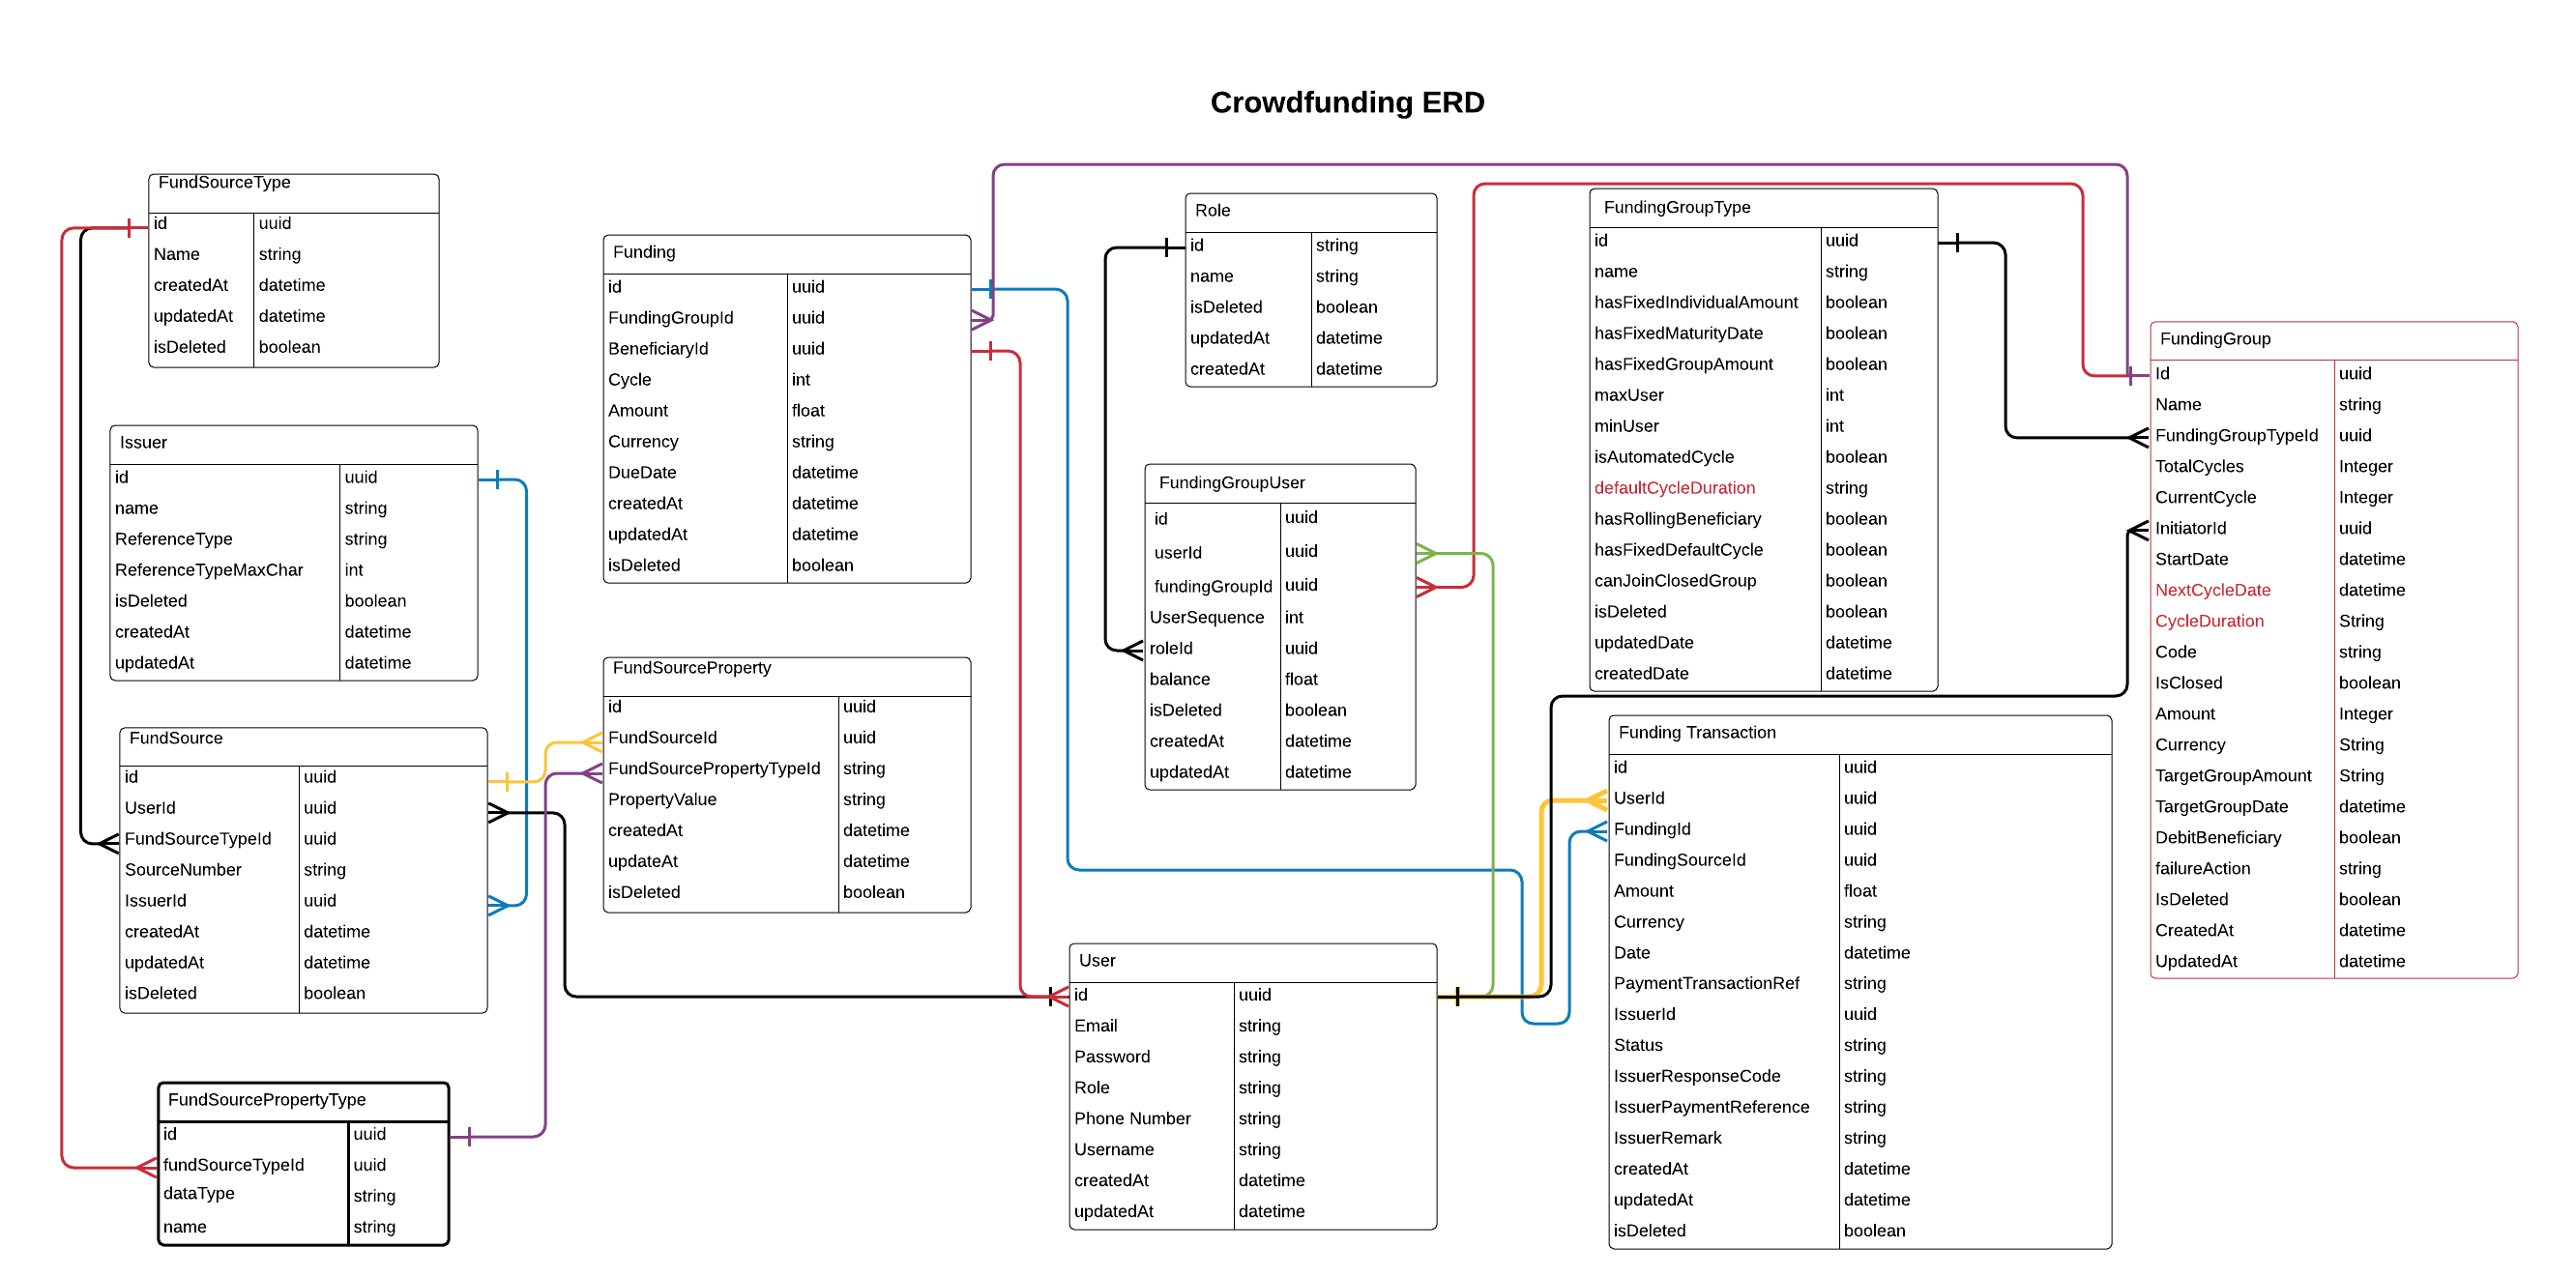 Crowdfunding ERD
FundSourceType
id uuid
Name string
createdAt datetime
updatedAt datetime
isDeleted boolean
Issuer
id uuid
name string
ReferenceType string
ReferenceTypeMaxChar int
isDeleted boolean
createdAt datetime
updatedAt datetime
FundSource
id uuid
UserId uuid
FundSourceTypeId uuid
SourceNumber string
IssuerId uuid
createdAt datetime
updatedAt datetime
isDeleted boolean
FundSourcePropertyType
id uuid
fundSourceTypeId uuid
dataType string
name string
Funding
id uuid
FundingGroupId uuid
BeneficiaryId uuid
Cycle int
Amount float
Currency string
DueDate datetime
createdAt datetime
updatedAt datetime
isDeleted boolean
FundSourceProperty
id uuid
FundSourceId uuid
FundSourcePropertyTypeId string
PropertyValue string
createdAt datetime
updateAt datetime
isDeleted boolean
Role
id string
name string
isDeleted boolean
updatedAt datetime
createdAt datetime
FundingGroupUser
id uuid
userId uuid
fundingGroupId uuid
UserSequence int
roleId uuid
balance float
isDeleted boolean
createdAt datetime
updatedAt datetime
User
id uuid
Email string
Password string
Role string
Phone Number string
Username string
createdAt datetime
updatedAt datetime
FundingGroupType
id uuid
name string
hasFixedIndividualAmount boolean
hasFixedMaturityDate boolean
hasFixedGroupAmount boolean
maxUser int
minUser int
isAutomatedCycle boolean
defaultCycleDuration string
hasRollingBeneficiary boolean
hasFixedDefaultCycle boolean
canJoinClosedGroup boolean
isDeleted boolean
updatedDate datetime
createdDate datetime
Funding Transaction
id uuid
UserId uuid
FundingId uuid
FundingSourceId uuid
Amount float
Currency string
Date datetime
PaymentTransactionRef string
IssuerId uuid
Status string
IssuerResponseCode string
IssuerPaymentReference string
IssuerRemark string
createdAt datetime
updatedAt datetime
isDeleted boolean
FundingGroup
Id uuid
Name string
FundingGroupTypeId uuid
TotalCycles Integer
CurrentCycle Integer
InitiatorId uuid
StartDate datetime
NextCycleDate datetime
CycleDuration String
Code string
IsClosed boolean
Amount Integer
Currency String
TargetGroupAmount String
TargetGroupDate datetime
DebitBeneficiary boolean
failureAction string
IsDeleted boolean
CreatedAt datetime
UpdatedAt datetime